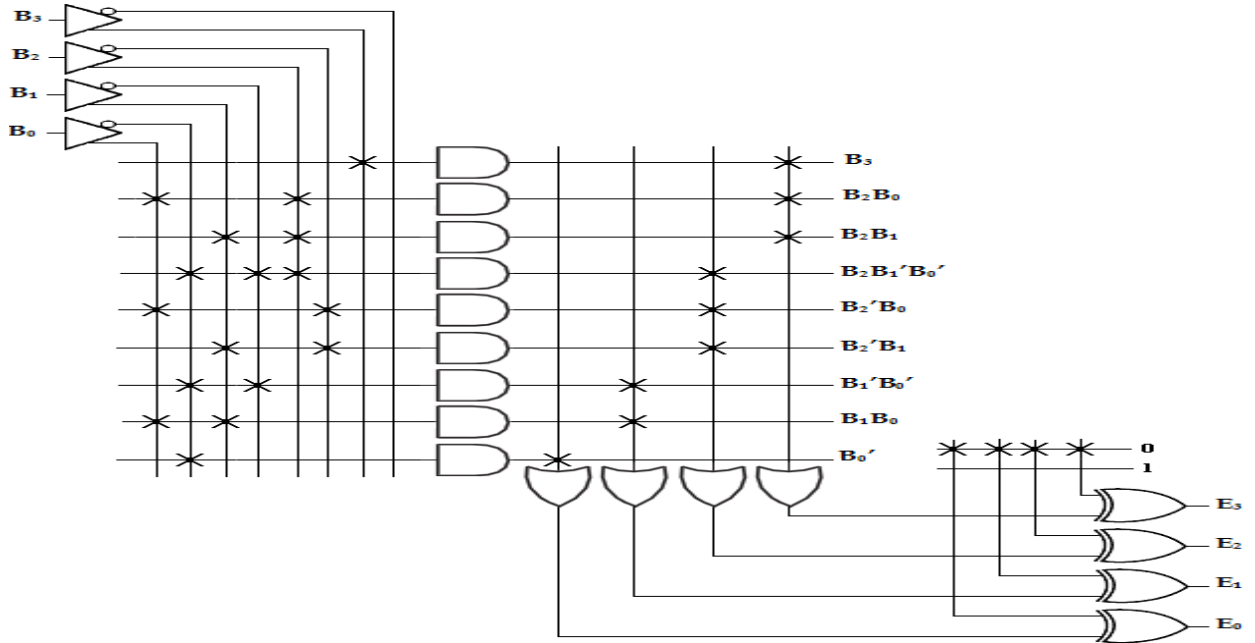 B₃
B₂
B₁
B₀
B₃
B₂B₀
B₂B₁
B₂B₁′B₀′
B₂′B₀
B₂′B₁
B₁′B₀′
B₁B₀
B₀′
0
1
E₃
E₂
E₁
E₀